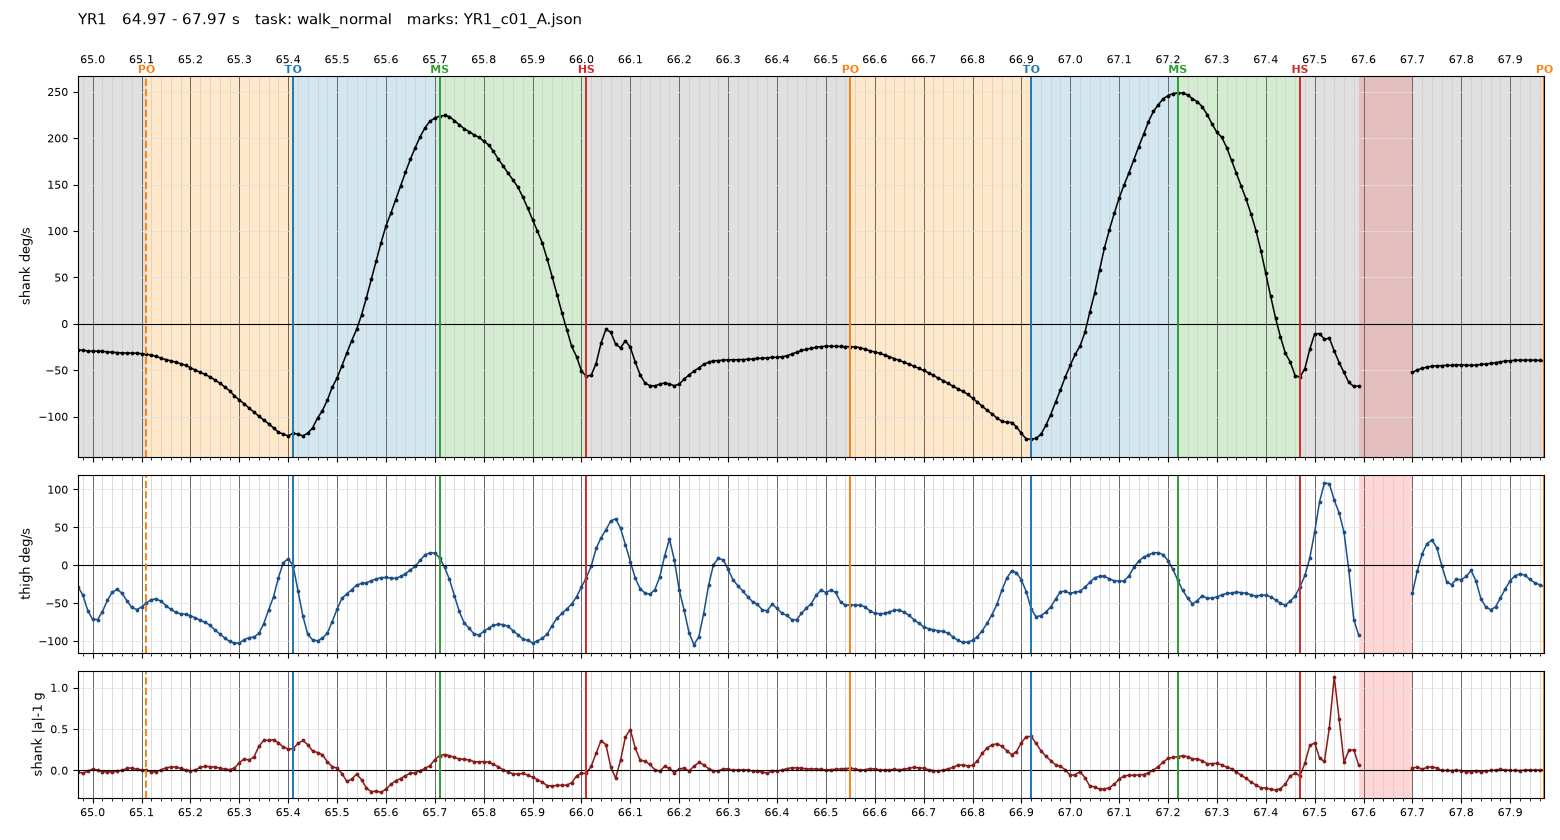 YR1   64.97 - 67.97 s   task: walk_normal   marks: YR1_c01_A.json
65.0 65.1 65.2 65.3 65.4 65.5 65.6 65.7 65.8 65.9 66.0 66.1 66.2 66.3 66.4 66.5 66.6 66.7 66.8 66.9 67.0 67.1 67.2 67.3 67.4 67.5 67.6 67.7 67.8 67.9
PO TO MS HS PO TO MS HS PO
250
200
150
100
50
0
−50
−100
shank deg/s
100
50
0
−50
−100
thigh deg/s
1.0
0.5
0.0
shank |a|-1 g
65.0 65.1 65.2 65.3 65.4 65.5 65.6 65.7 65.8 65.9 66.0 66.1 66.2 66.3 66.4 66.5 66.6 66.7 66.8 66.9 67.0 67.1 67.2 67.3 67.4 67.5 67.6 67.7 67.8 67.9